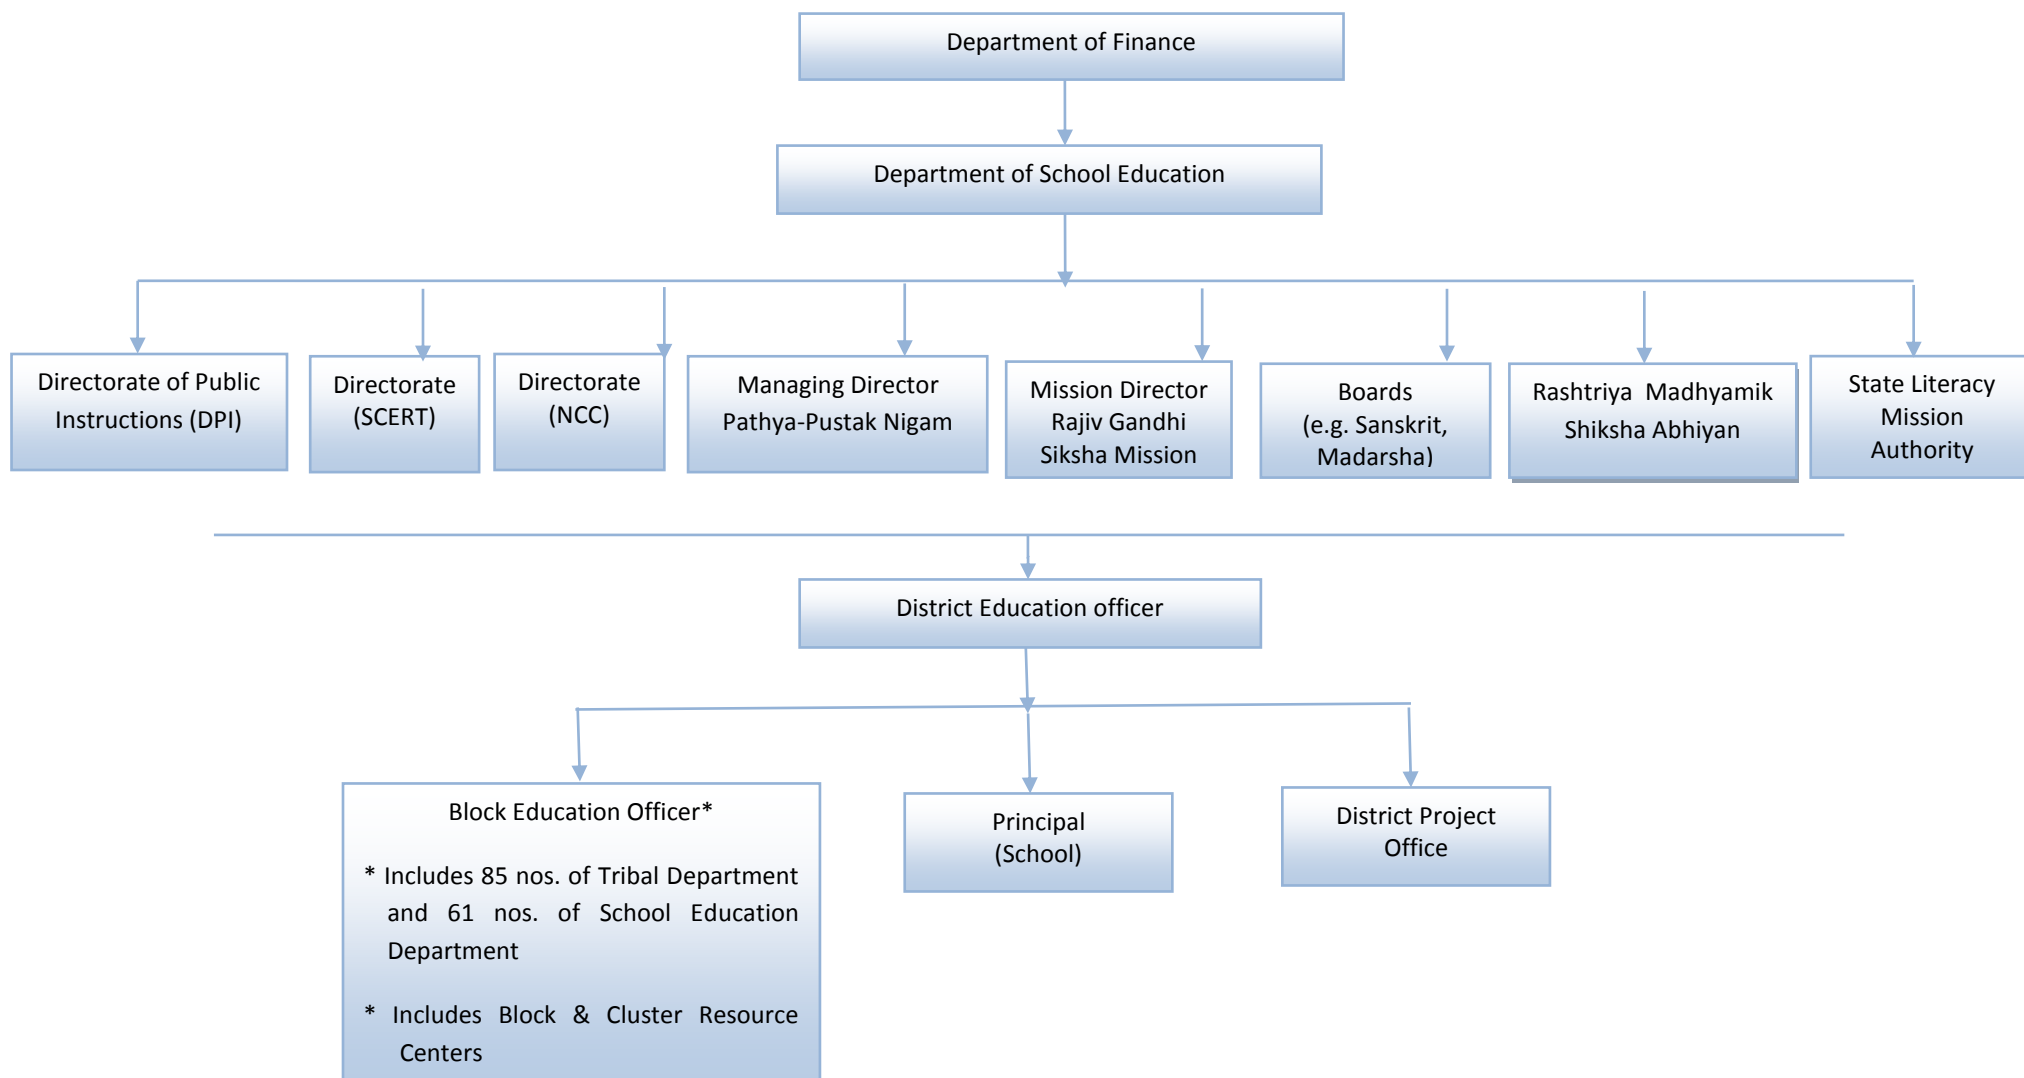 Department of Finance
Department of School Education
Directorate of Public
Instructions (DPI)
Directorate
(SCERT)
Directorate
(NCC)
Managing Director
Pathya-Pustak Nigam
Mission Director
Rajiv Gandhi
Siksha Mission
Boards
(e.g. Sanskrit,
Madarsha)
Rashtriya Madhyamik
Shiksha Abhiyan
State Literacy
Mission
Authority
District Education officer
Block Education Officer*
* Includes 85 nos. of Tribal Department
and 61 nos. of School Education
Department
* Includes Block & Cluster Resource
Centers
Principal
(School)
District Project
Office